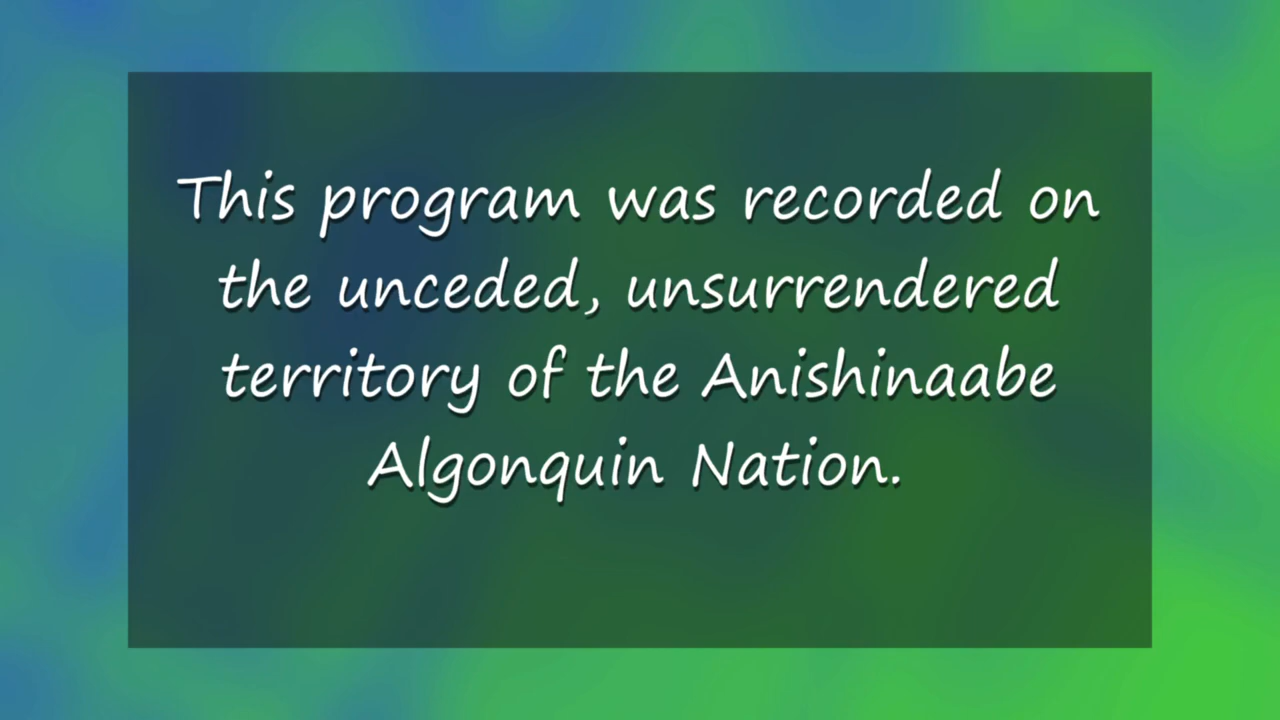 This program was recorded on
the unceded, unsurrendered
territory of the Anishinaabe
Algonquin Nation.